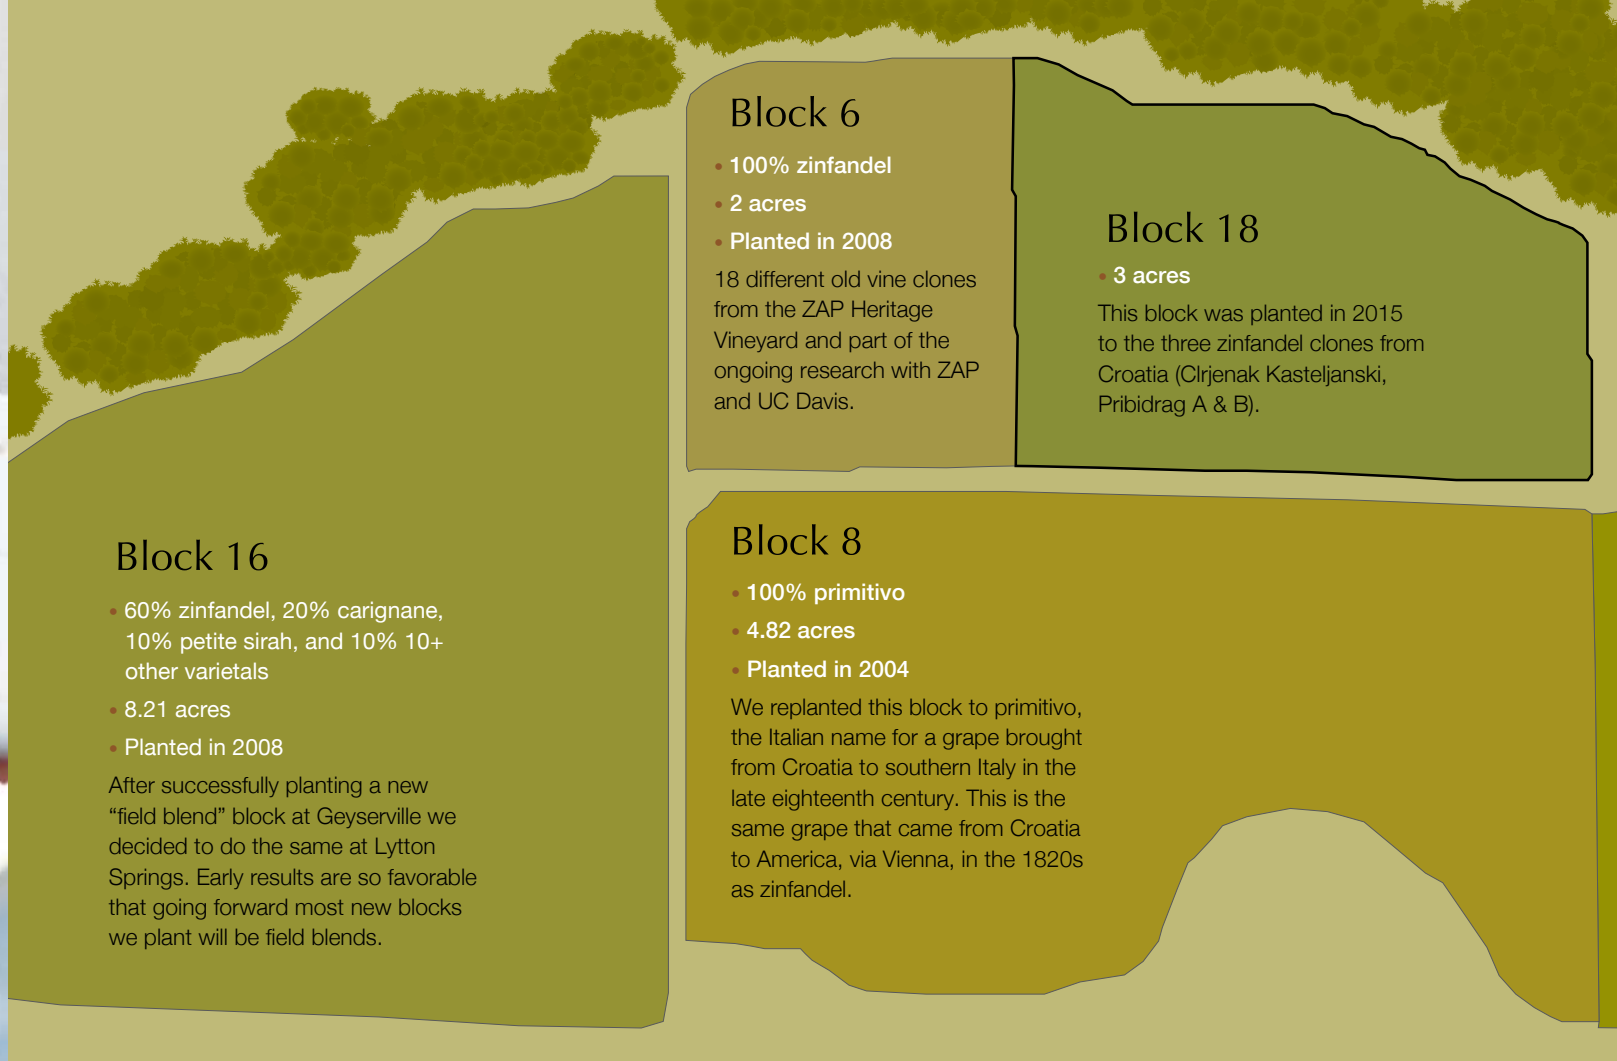 Block 6
• 100% zinfandel
• 2 acres
• Planted in 2008
18 different old vine clones
from the ZAP Heritage
Vineyard and part of the
ongoing research with ZAP
and UC Davis.
Block 18
• 3 acres
This block was planted in 2015
to the three zinfandel clones from
Croatia (Clrjenak Kasteljanski,
Pribidrag A & B).
Block 16
• 60% zinfandel, 20% carignane,
10% petite sirah, and 10% 10+
other varietals
• 8.21 acres
• Planted in 2008
After successfully planting a new
“field blend” block at Geyserville we
decided to do the same at Lytton
Springs. Early results are so favorable
that going forward most new blocks
we plant will be field blends.
Block 8
• 100% primitivo
• 4.82 acres
• Planted in 2004
We replanted this block to primitivo,
the Italian name for a grape brought
from Croatia to southern Italy in the
late eighteenth century. This is the
same grape that came from Croatia
to America, via Vienna, in the 1820s
as zinfandel.